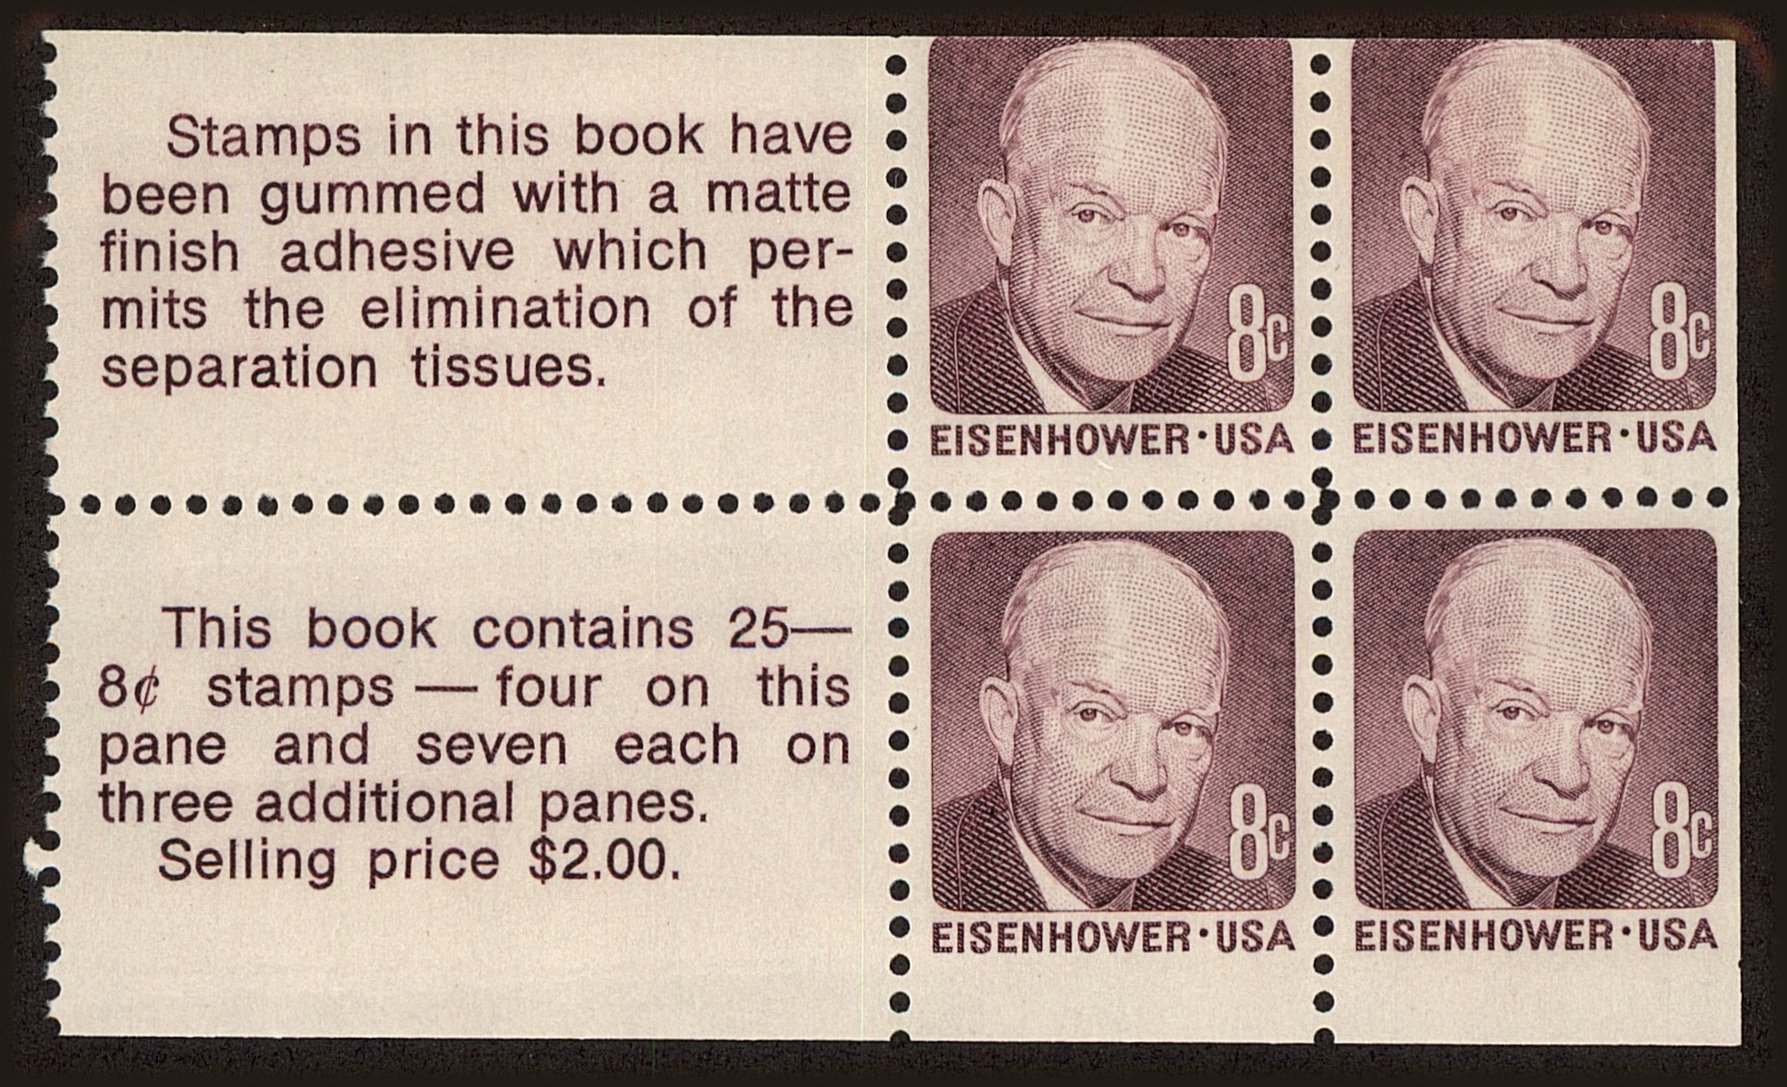 Stamps in this book have
been gummed with a matte
finish adhesive which per-
mits the elimination of the
separation tissues.
8c
8c
EISENHOWER·USA
EISENHOWER·USA
This book contains 25—
8¢ stamps — four on this
pane and seven each on
three additional panes.
Selling price $2.00.
8c
8c
EISENHOWER·USA
EISENHOWER·USA